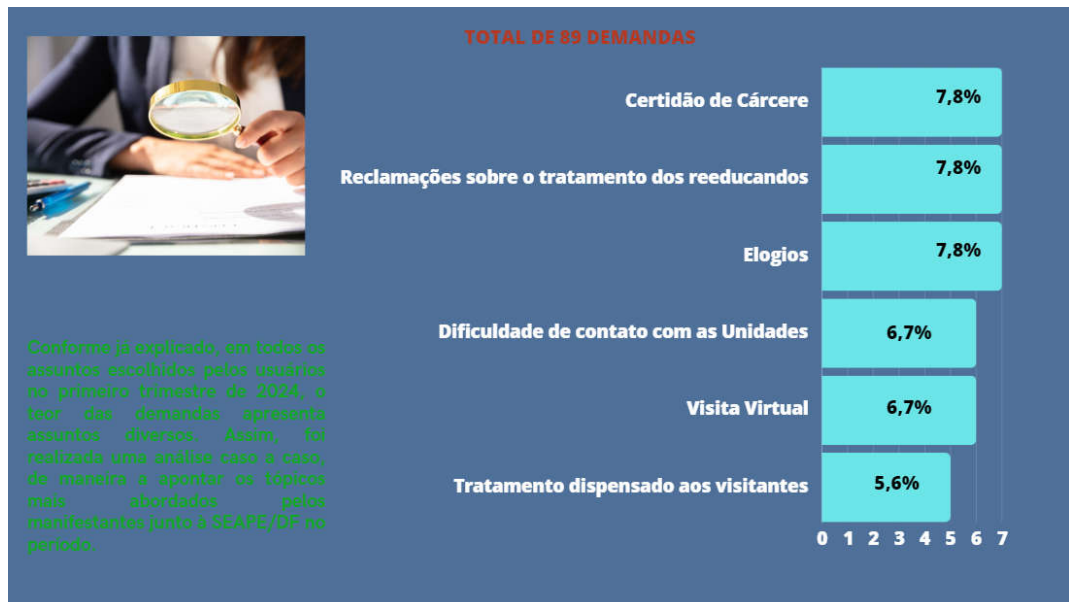 TOTAL DE 89 DEMANDAS
Certidão de Cárcere
7,8%
Reclamações sobre o tratamento dos reeducandos
7,8%
Elogios
7,8%
Dificuldade de contato com as Unidades
6,7%
Visita Virtual
6,7%
Tratamento dispensado aos visitantes
5,6%
0 1 2 3 4 5 6 7
Conforme já explicado, em todos os
assuntos escolhidos pelos usuários
no primeiro trimestre de 2024, o
teor das demandas apresenta
assuntos diversos. Assim, foi
realizada uma análise caso a caso,
de maneira a apontar os tópicos
mais abordados pelos
manifestantes junto à SEAPE/DF no
período.